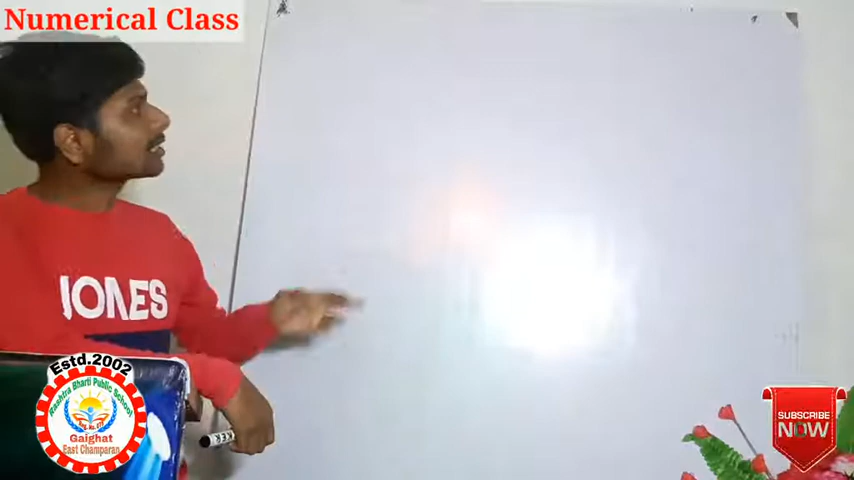 Numerical Class
JONES
Estd.2002
Rashtra Bharti Public School
Gaighat
East Champaran
SUBSCRIBE
NOW